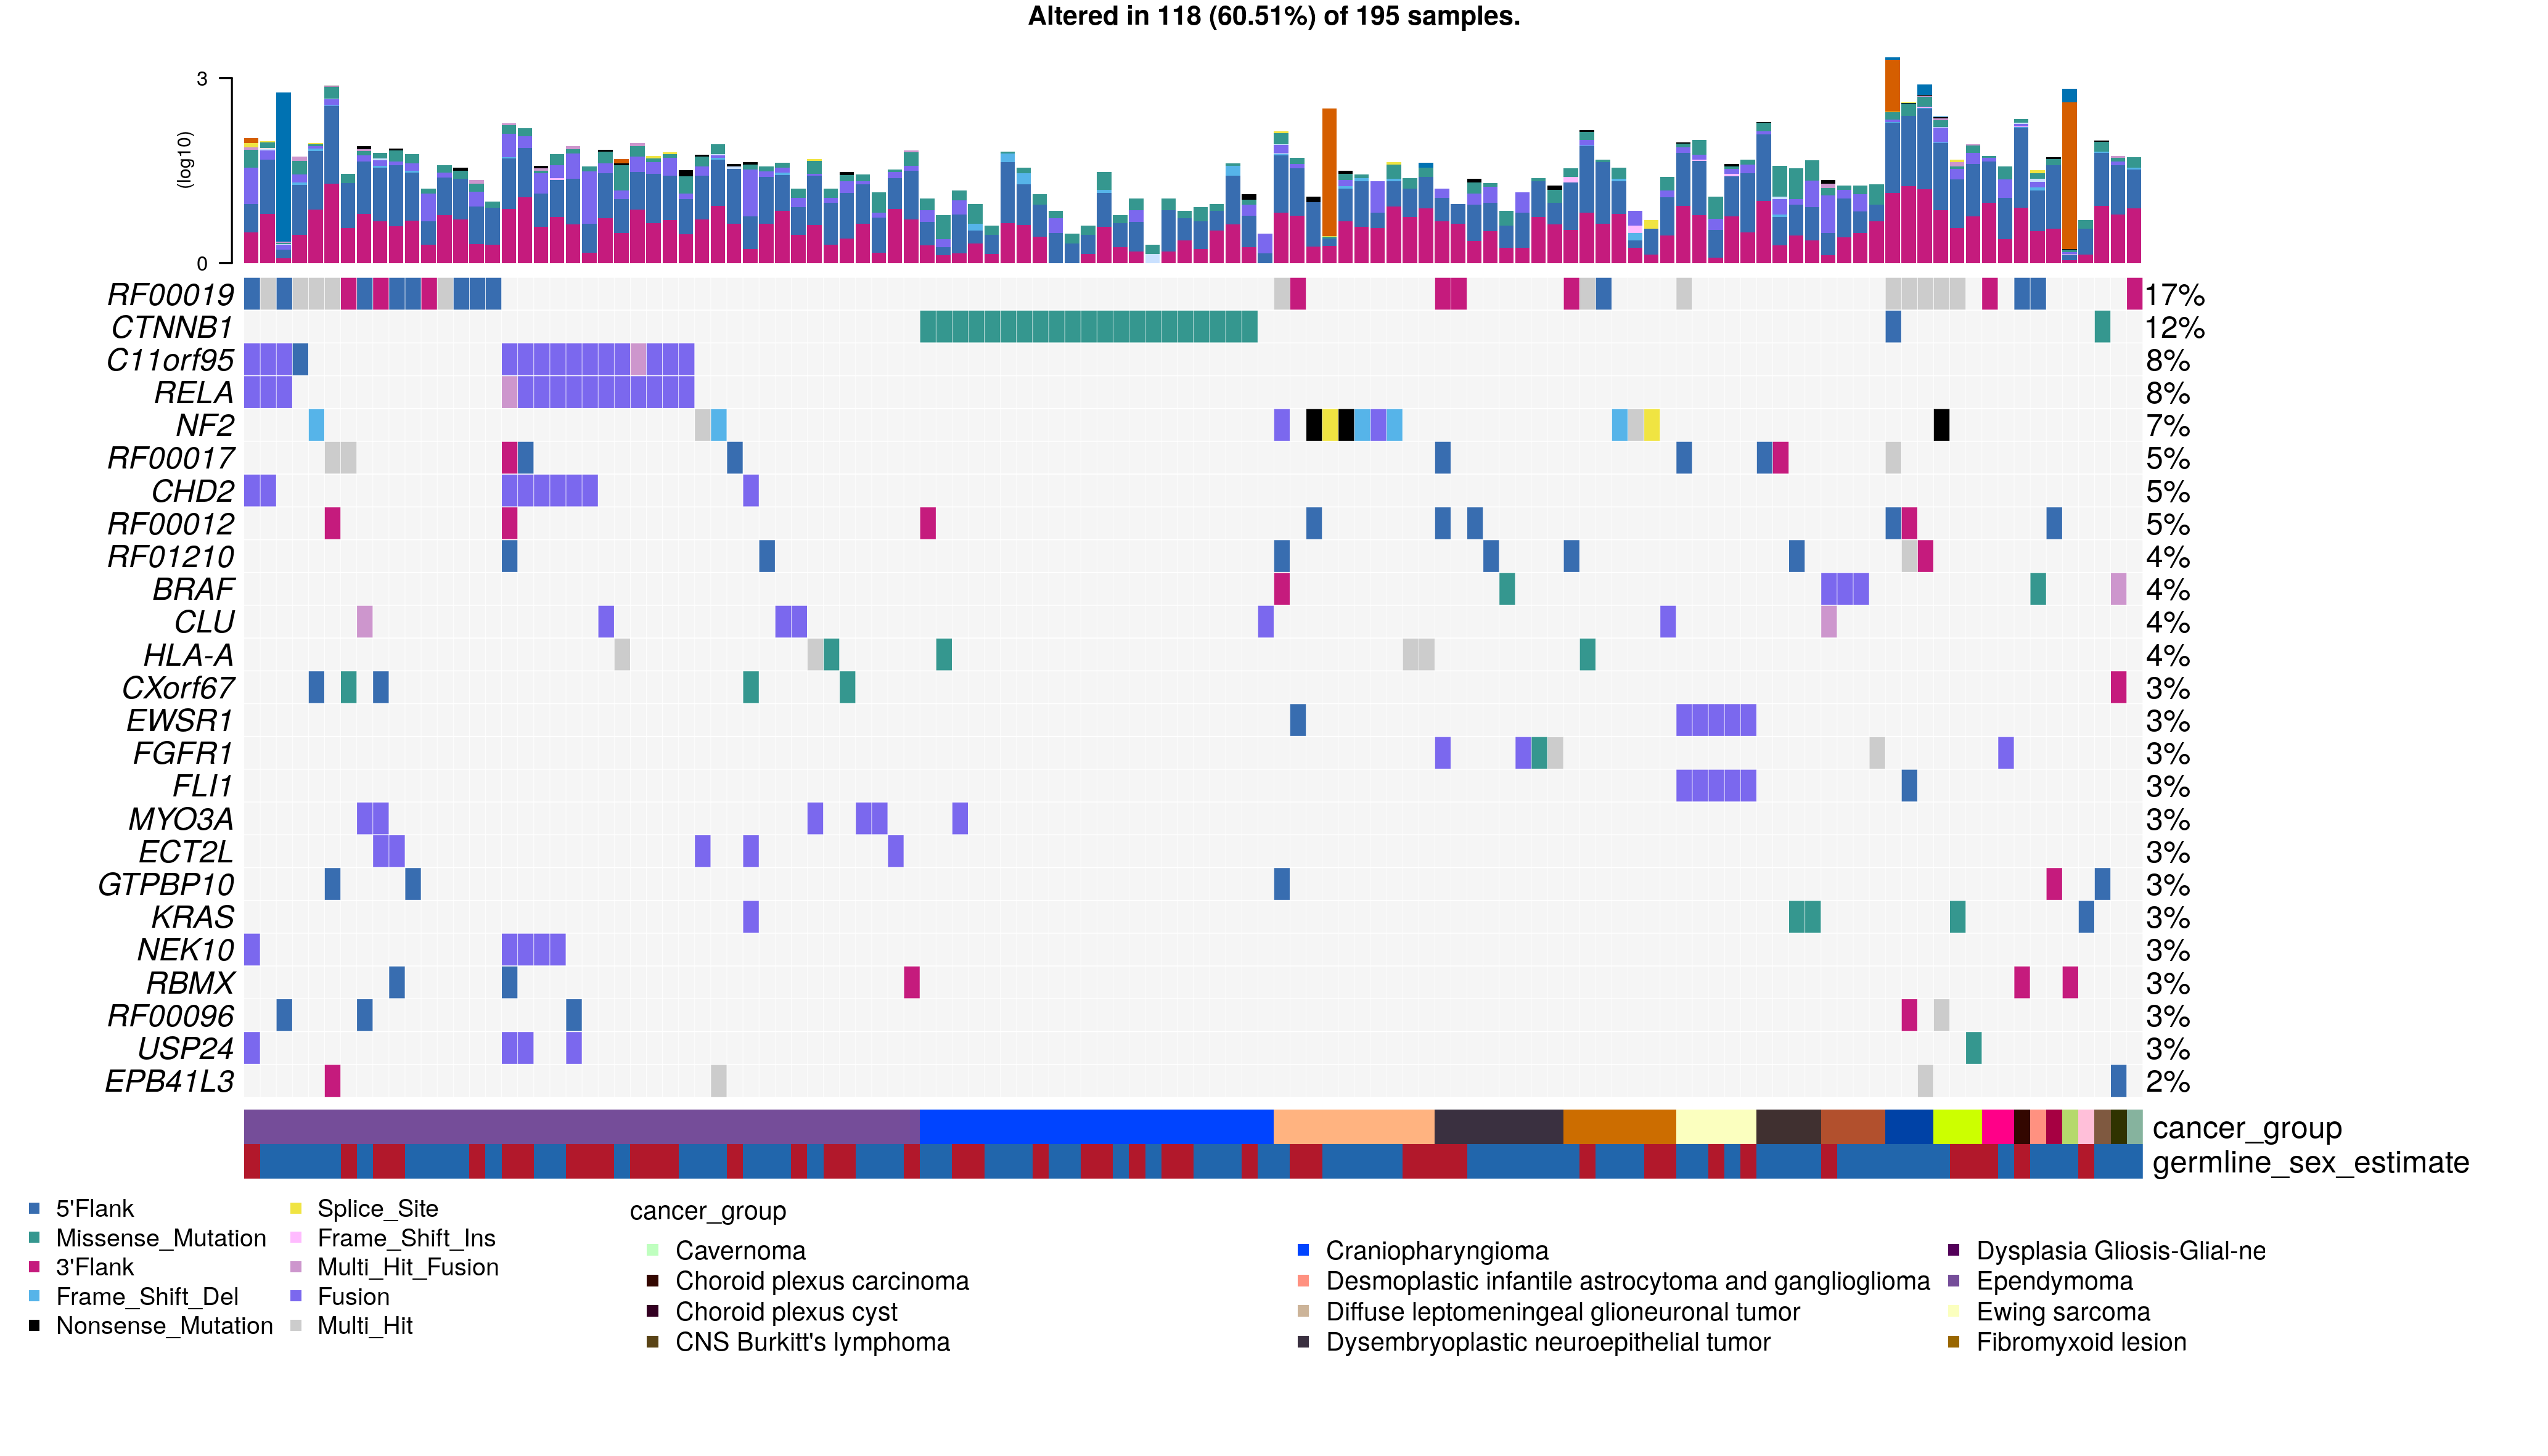 Altered in 118 (60.51%) of 195 samples.
3
(log10)
0
RF00019 17%
CTNNB1 12%
C11orf95 8%
RELA 8%
NF2 7%
RF00017 5%
CHD2 5%
RF00012 5%
RF01210 4%
BRAF 4%
CLU 4%
HLA-A 4%
CXorf67 3%
EWSR1 3%
FGFR1 3%
FLI1 3%
MYO3A 3%
ECT2L 3%
GTPBP10 3%
KRAS 3%
NEK10 3%
RBMX 3%
RF00096 3%
USP24 3%
EPB41L3 2%
cancer_group
germline_sex_estimate
5'Flank
Missense_Mutation
3'Flank
Frame_Shift_Del
Nonsense_Mutation
Splice_Site
Frame_Shift_Ins
Multi_Hit_Fusion
Fusion
Multi_Hit
cancer_group
Cavernoma
Choroid plexus carcinoma
Choroid plexus cyst
CNS Burkitt's lymphoma
Craniopharyngioma
Desmoplastic infantile astrocytoma and ganglioglioma
Diffuse leptomeningeal glioneuronal tumor
Dysembryoplastic neuroepithelial tumor
Dysplasia Gliosis-Glial-ne
Ependymoma
Ewing sarcoma
Fibromyxoid lesion